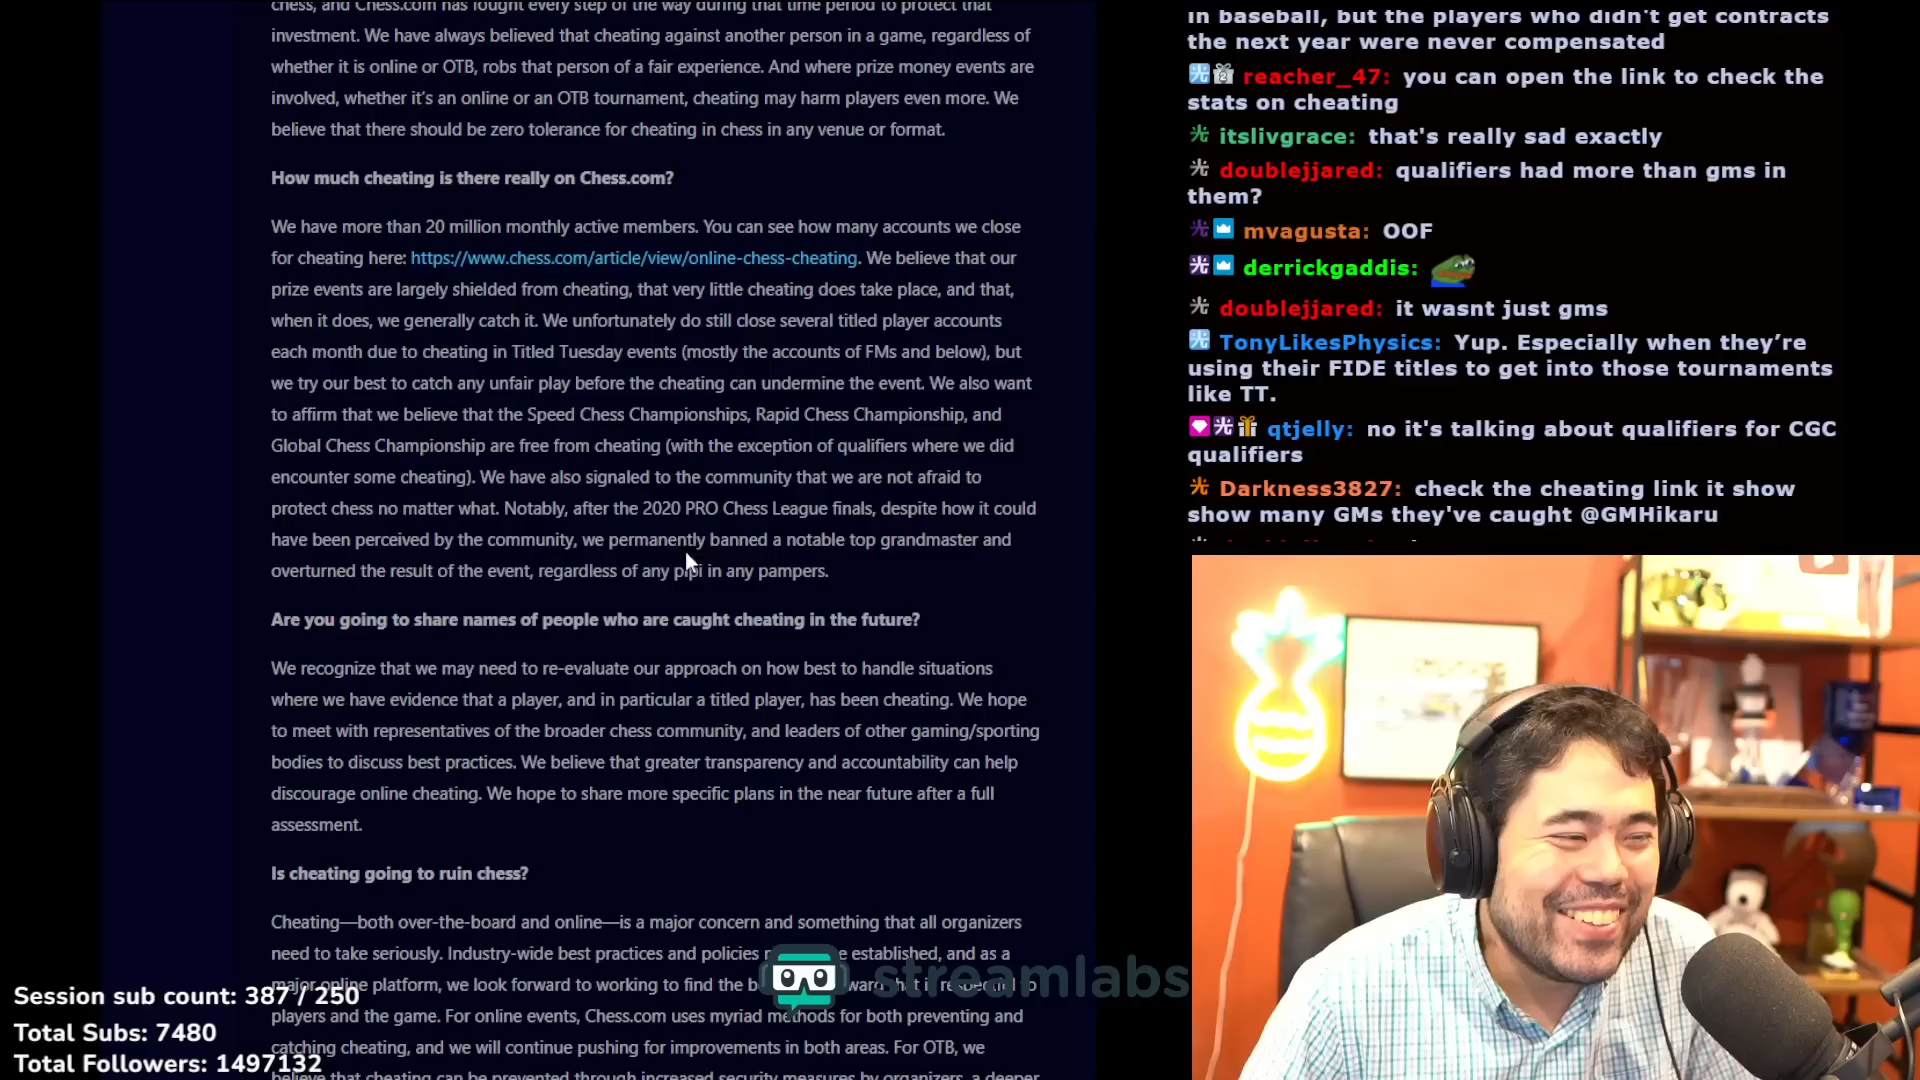 chess, and Chess.com has fought every step of the way during that time period to protect that
investment. We have always believed that cheating against another person in a game, regardless of
whether it is online or OTB, robs that person of a fair experience. And where prize money events are
involved, whether it's an online or an OTB tournament, cheating may harm players even more. We
believe that there should be zero tolerance for cheating in chess in any venue or format.
How much cheating is there really on Chess.com?
We have more than 20 million monthly active members. You can see how many accounts we close
for cheating here: https://www.chess.com/article/view/online-chess-cheating. We believe that our
prize events are largely shielded from cheating, that very little cheating does take place, and that,
when it does, we generally catch it. We unfortunately do still close several titled player accounts
each month due to cheating in Titled Tuesday events (mostly the accounts of FMs and below), but
we try our best to catch any unfair play before the cheating can undermine the event. We also want
to affirm that we believe that the Speed Chess Championships, Rapid Chess Championship, and
Global Chess Championship are free from cheating (with the exception of qualifiers where we did
encounter some cheating). We have also signaled to the community that we are not afraid to
protect chess no matter what. Notably, after the 2020 PRO Chess League finals, despite how it could
have been perceived by the community, we permanently banned a notable top grandmaster and
overturned the result of the event, regardless of any pipi in any pampers.
Are you going to share names of people who are caught cheating in the future?
We recognize that we may need to re-evaluate our approach on how best to handle situations
where we have evidence that a player, and in particular a titled player, has been cheating. We hope
to meet with representatives of the broader chess community, and leaders of other gaming/sporting
bodies to discuss best practices. We believe that greater transparency and accountability can help
discourage online cheating. We hope to share more specific plans in the near future after a full
assessment.
Is cheating going to ruin chess?
Cheating—both over-the-board and online—is a major concern and something that all organizers
need to take seriously. Industry-wide best practices and policies e established, and as a
major online platform, we look forward to working to find the
players and the game. For online events, Chess.com uses myriad methods for both preventing and
catching cheating, and we will continue pushing for improvements in both areas. For OTB, we
believe that cheating can be prevented through increased security measures by organizers, a deeper
streamlabs
Session sub count: 387 / 250
Total Subs: 7480
Total Followers: 1497132
in baseball, but the players who didn't get contracts
the next year were never compensated
reacher_47: you can open the link to check the
stats on cheating
itslivgrace: that's really sad exactly
doublejjared: qualifiers had more than gms in
them?
mvagusta: OOF
derrickgaddis:
doublejjared: it wasnt just gms
TonyLikesPhysics: Yup. Especially when they're
using their FIDE titles to get into those tournaments
like TT.
qtjelly: no it's talking about qualifiers for CGC
qualifiers
Darkness3827: check the cheating link it show
show many GMs they've caught @GMHikaru